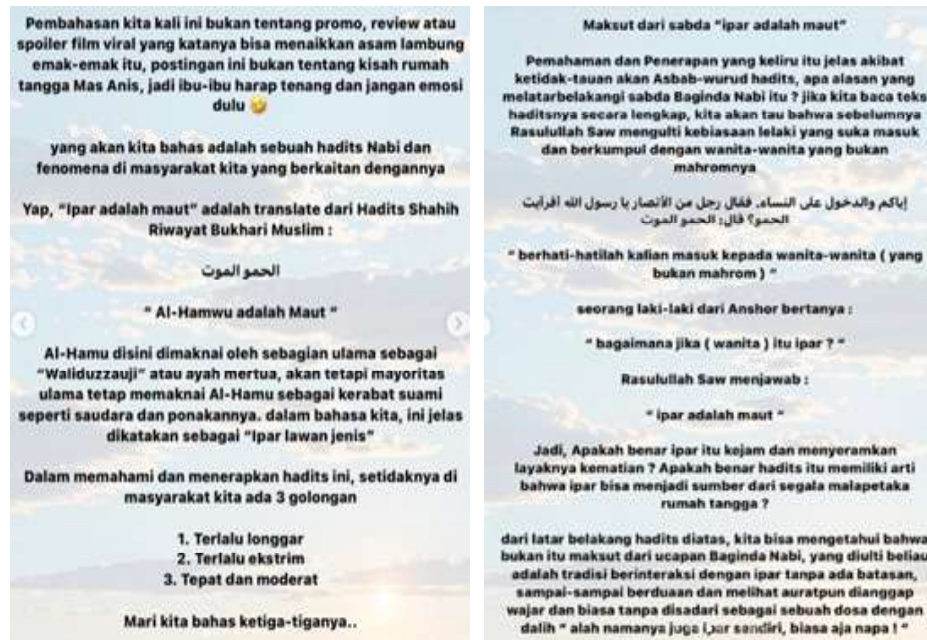 Pembahasan kita kali ini bukan tentang promo, review atau
spoiler film viral yang katanya bisa menaikkan asam lambung
emak-emak itu, postingan ini bukan tentang kisah rumah
tangga Mas Anis, jadi ibu-ibu harap tenang dan jangan emosi
dulu 🤣
yang akan kita bahas adalah sebuah hadits Nabi dan
fenomena di masyarakat kita yang berkaitan dengannya
Yap, "Ipar adalah maut" adalah translate dari Hadits Shahih
Riwayat Bukhari Muslim :
الحمو الموت
" Al-Hamwu adalah Maut "
Al-Hamu disini dimaknai oleh sebagian ulama sebagai
"Waliduzzauji" atau ayah mertua, akan tetapi mayoritas
ulama tetap memaknai Al-Hamu sebagai kerabat suami
seperti saudara dan ponakannya. dalam bahasa kita, ini jelas
dikatakan sebagai "Ipar lawan jenis"
Dalam memahami dan menerapkan hadits ini, setidaknya di
masyarakat kita ada 3 golongan
1. Terlalu longgar
2. Terlalu ekstrim
3. Tepat dan moderat
Mari kita bahas ketiga-tiganya..
Maksut dari sabda "ipar adalah maut"
Pemahaman dan Penerapan yang keliru itu jelas akibat
ketidak-tauan akan Asbab-wurud hadits, apa alasan yang
melatarbelakangi sabda Baginda Nabi itu ? jika kita baca teks
haditsnya secara lengkap, kita akan tau bahwa sebelumnya
Rasulullah Saw mengulti kebiasaan lelaki yang suka masuk
dan berkumpul dengan wanita-wanita yang bukan
mahromnya
إياكم والدخول على النساء. فقال رجل من الأنصار يا رسول الله أفرأيت
الحمو؟ قال: الحمو الموت
" berhati-hatilah kalian masuk kepada wanita-wanita ( yang
bukan mahrom ) "
seorang laki-laki dari Anshor bertanya :
" bagaimana jika ( wanita ) itu ipar ? "
Rasulullah Saw menjawab :
" ipar adalah maut "
Jadi, Apakah benar ipar itu kejam dan menyeramkan
layaknya kematian ? Apakah benar hadits itu memiliki arti
bahwa ipar bisa menjadi sumber dari segala malapetaka
rumah tangga ?
dari latar belakang hadits diatas, kita bisa mengetahui bahwa
bukan itu maksut dari ucapan Baginda Nabi, yang diulti beliau
adalah tradisi berinteraksi dengan ipar tanpa ada batasan,
sampai-sampai berduaan dan melihat auratpun dianggap
wajar dan biasa tanpa disadari sebagai sebuah dosa dengan
dalih " alah namanya juga ipar sendiri, biasa aja napa ! "